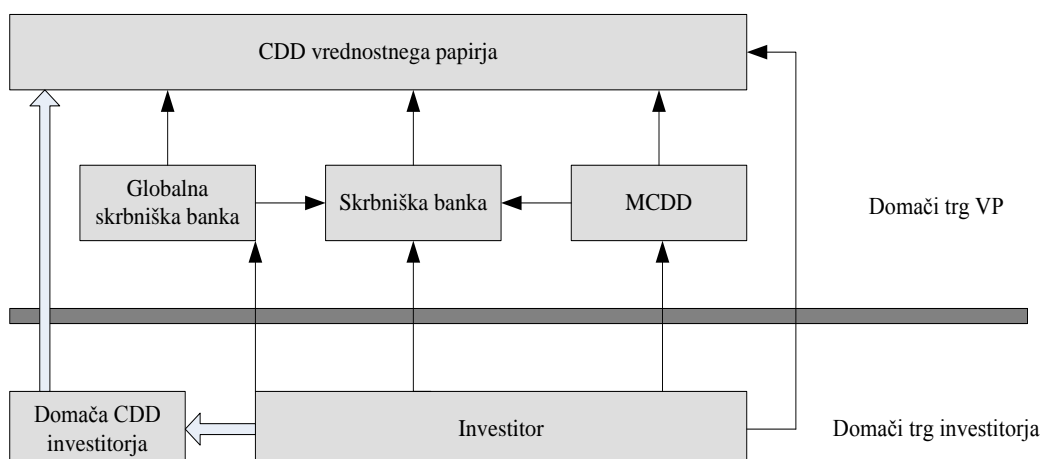 CDD vrednostnega papirja
Globalna
skrbniška banka
Skrbniška banka
MCDD
Domači trg VP
Domača CDD
investitorja
Investitor
Domači trg investitorja